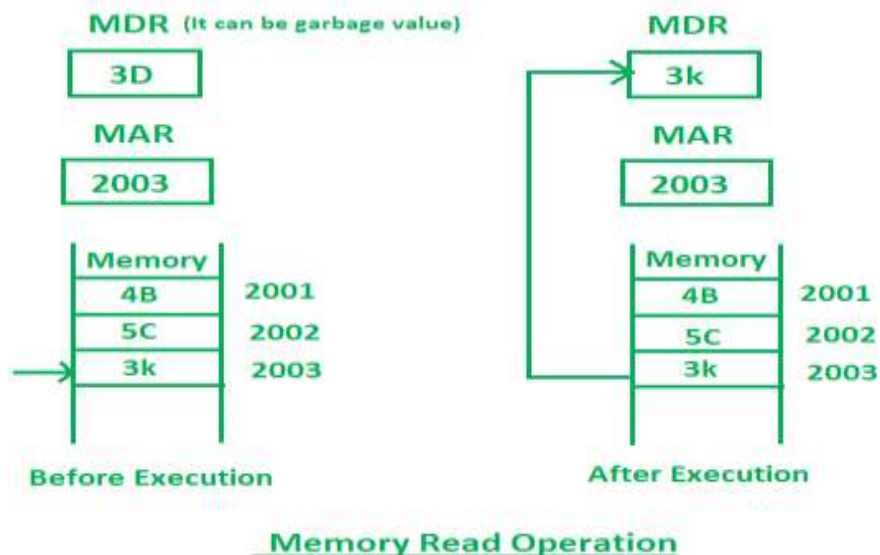 MDR (It can be garbage value)
3D
MAR
2003
Memory
4B 2001
5C 2002
3k 2003
Before Execution
MDR
3k
MAR
2003
Memory
4B 2001
5C 2002
3k 2003
After Execution
Memory Read Operation